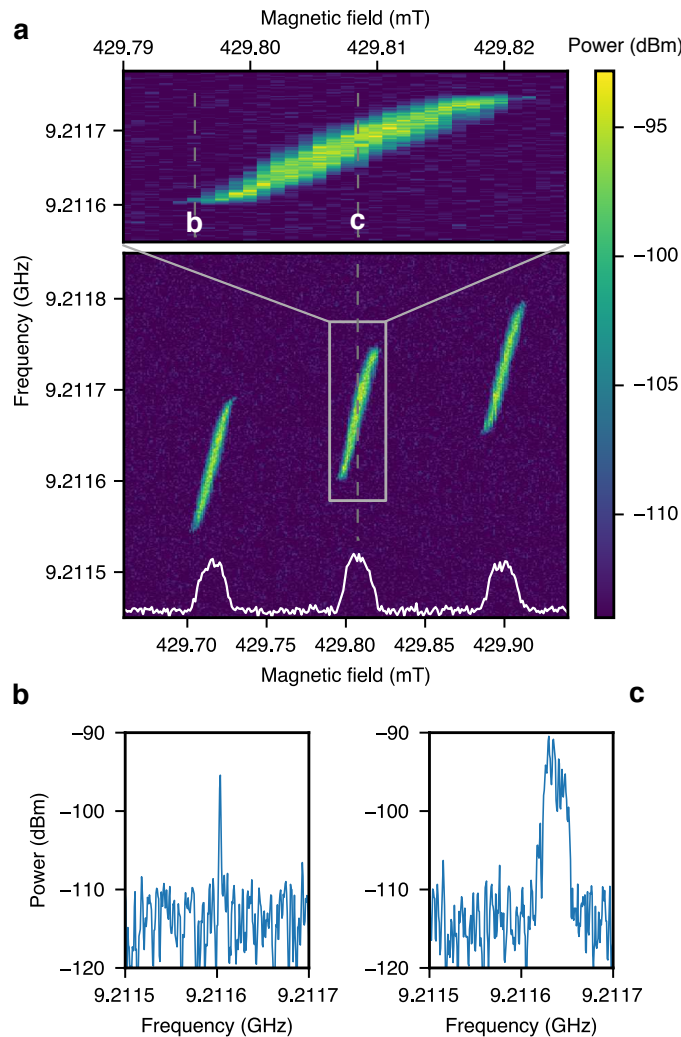 a
Magnetic field (mT)
429.79 429.80 429.81 429.82
Power (dBm)
9.2117
9.2116
b c
−95
−100
−105
−110
Frequency (GHz)
9.2118
9.2117
9.2116
9.2115
429.70 429.75 429.80 429.85 429.90
Magnetic field (mT)
b
Power (dBm)
−90
−100
−110
−120
9.2115 9.2116 9.2117
Frequency (GHz)
c
−90
−100
−110
−120
9.2115 9.2116 9.2117
Frequency (GHz)